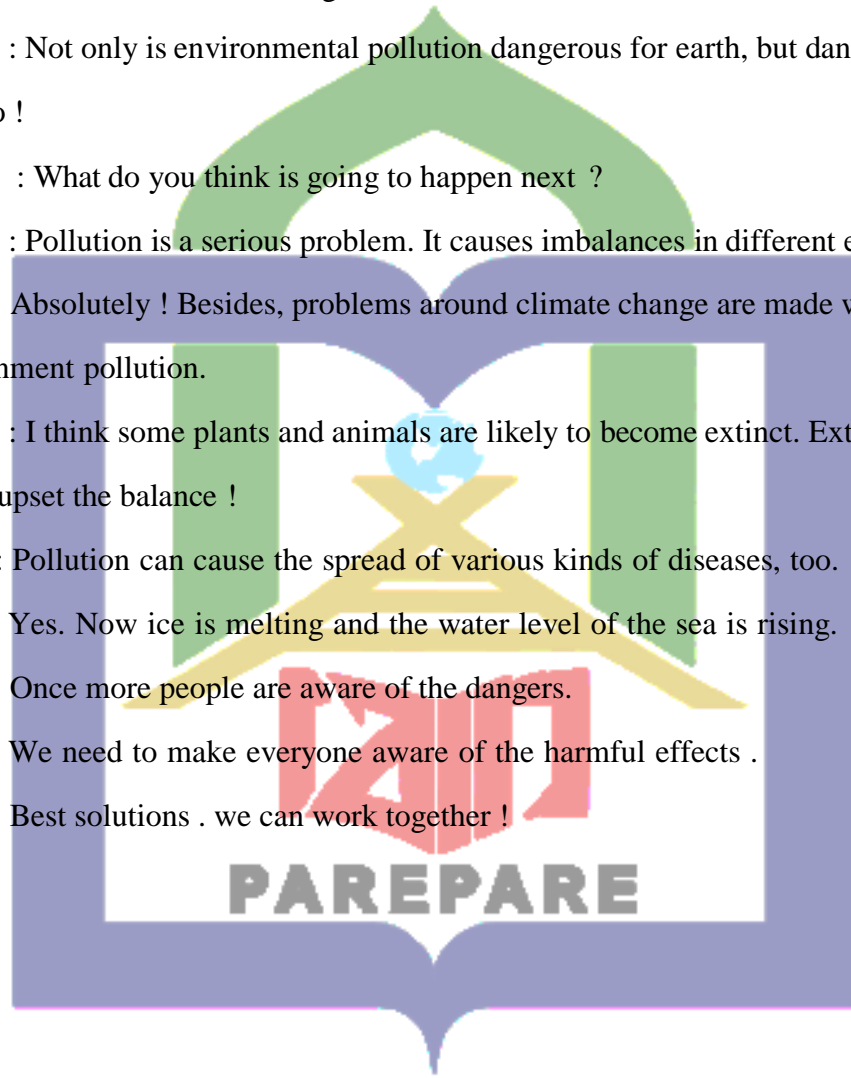 : Not only is environmental pollution dangerous for earth, but dan
o !
: What do you think is going to happen next ?
: Pollution is a serious problem. It causes imbalances in different e
Absolutely ! Besides, problems around climate change are made w
nment pollution.
: I think some plants and animals are likely to become extinct. Ext
upset the balance !
: Pollution can cause the spread of various kinds of diseases, too.
Yes. Now ice is melting and the water level of the sea is rising.
Once more people are aware of the dangers.
We need to make everyone aware of the harmful effects .
Best solutions . we can work together !
PAREPARE